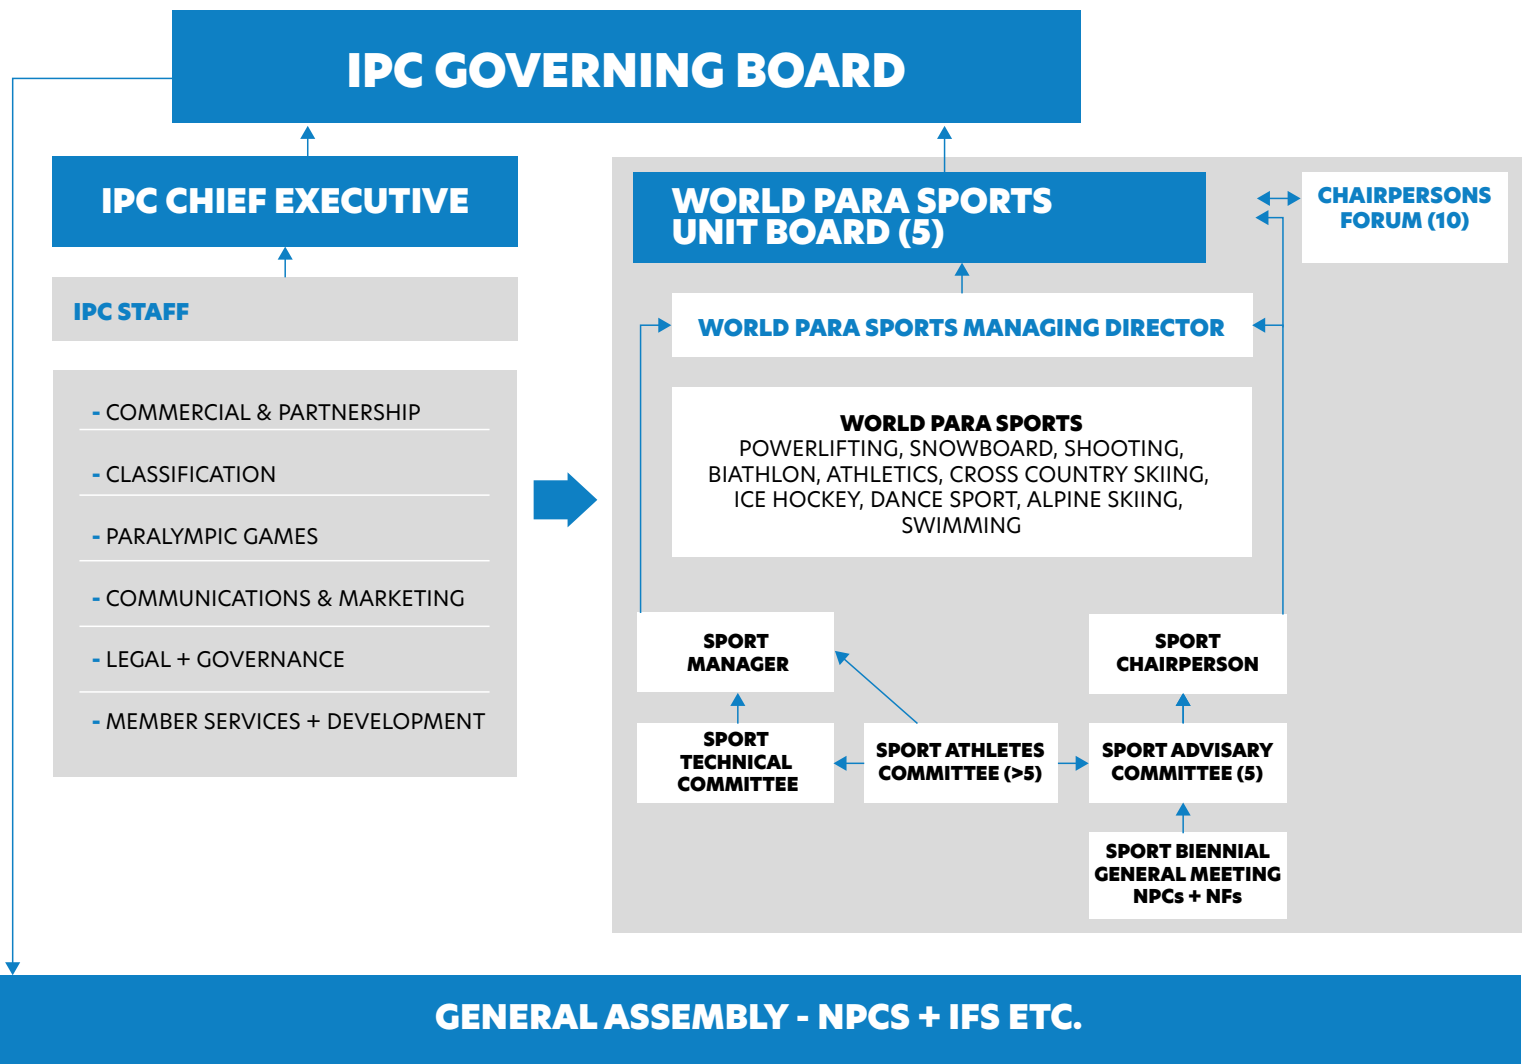 IPC GOVERNING BOARD
IPC CHIEF EXECUTIVE
IPC STAFF
- COMMERCIAL & PARTNERSHIP
- CLASSIFICATION
- PARALYMPIC GAMES
- COMMUNICATIONS & MARKETING
- LEGAL + GOVERNANCE
- MEMBER SERVICES + DEVELOPMENT
WORLD PARA SPORTS
UNIT BOARD (5)
CHAIRPERSONS
FORUM (10)
WORLD PARA SPORTS MANAGING DIRECTOR
WORLD PARA SPORTS
POWERLIFTING, SNOWBOARD, SHOOTING,
BIATHLON, ATHLETICS, CROSS COUNTRY SKIING,
ICE HOCKEY, DANCE SPORT, ALPINE SKIING,
SWIMMING
SPORT
MANAGER
SPORT
CHAIRPERSON
SPORT
TECHNICAL
COMMITTEE
SPORT ATHLETES
COMMITTEE (>5)
SPORT ADVISARY
COMMITTEE (5)
SPORT BIENNIAL
GENERAL MEETING
NPCs + NFs
GENERAL ASSEMBLY - NPCS + IFS ETC.